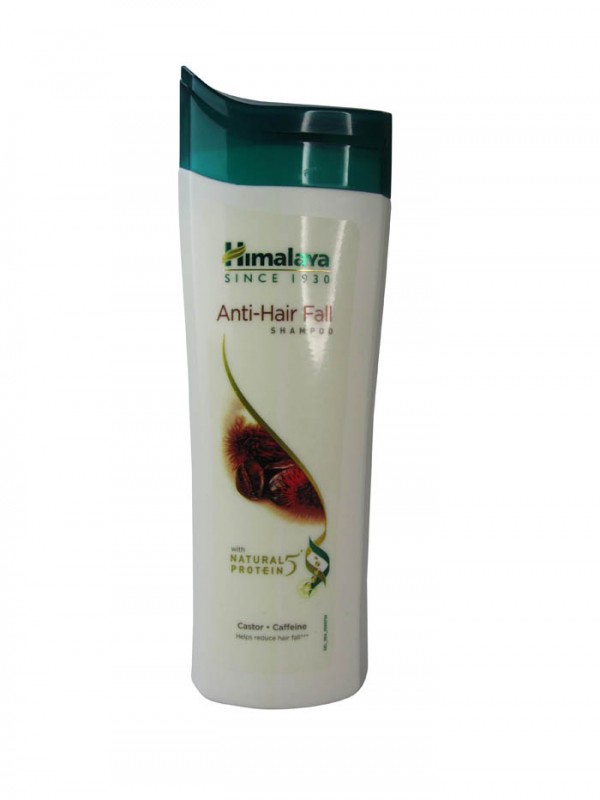 Himalaya
SINCE 1930
Anti-Hair Fall
SHAMPOO
with
NATURAL 5*
PROTEIN
Castor • Caffeine
Helps reduce hair fall***